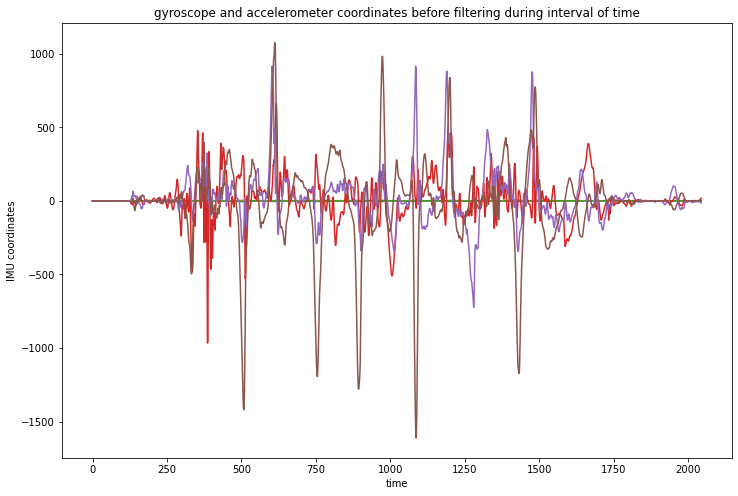 gyroscope and accelerometer coordinates before filtering during interval of time
1000
500
0
−500
−1000
−1500
IMU coordinates
0 250 500 750 1000 1250 1500 1750 2000
time